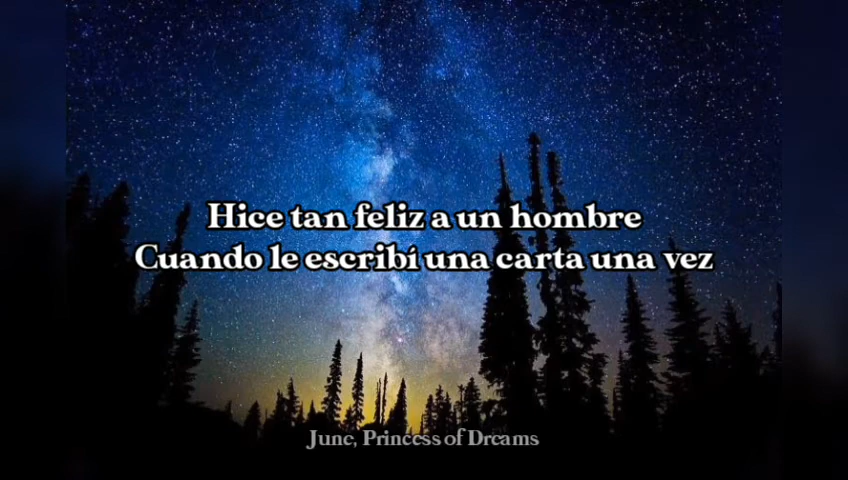 Hice tan feliz a un hombre
Cuando le escribí una carta una vez
June, Princess of Dreams